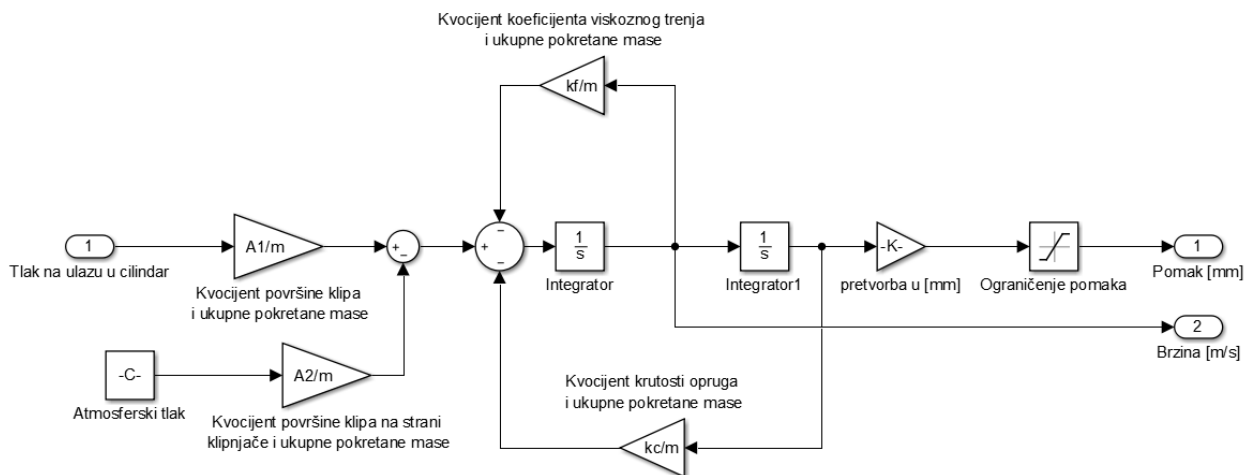 Kvocijent koeficijenta viskoznog trenja
i ukupne pokretane mase
kf/m
1
Tlak na ulazu u cilindar
A1/m
Kvocijent površine klipa
i ukupne pokretane mase
+
−
−
+
−
1
s
Integrator
1
s
Integrator1
-K-
pretvorba u [mm]
Ograničenje pomaka
1
Pomak [mm]
2
Brzina [m/s]
-C-
Atmosferski tlak
A2/m
Kvocijent površine klipa na strani
klipnjače i ukupne pokretane mase
Kvocijent krutosti opruga
i ukupne pokretane mase
kc/m